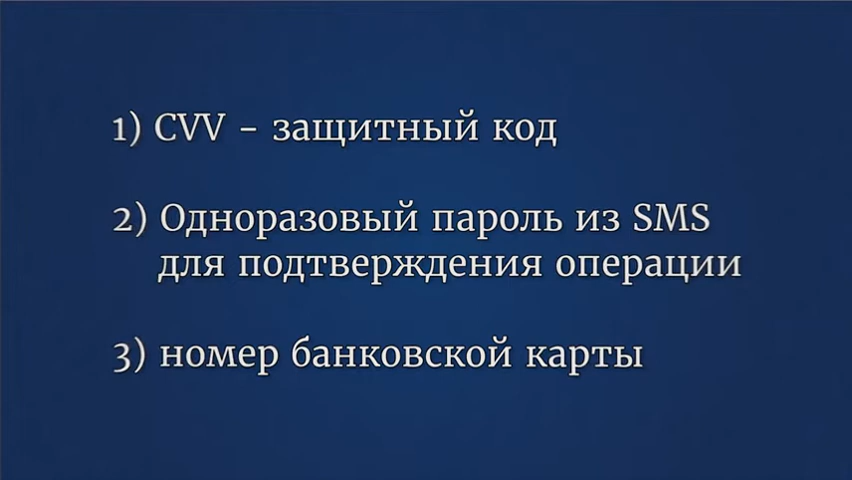 1) CVV - защитный код
2) Одноразовый пароль из SMS
для подтверждения операции
3) номер банковской карты